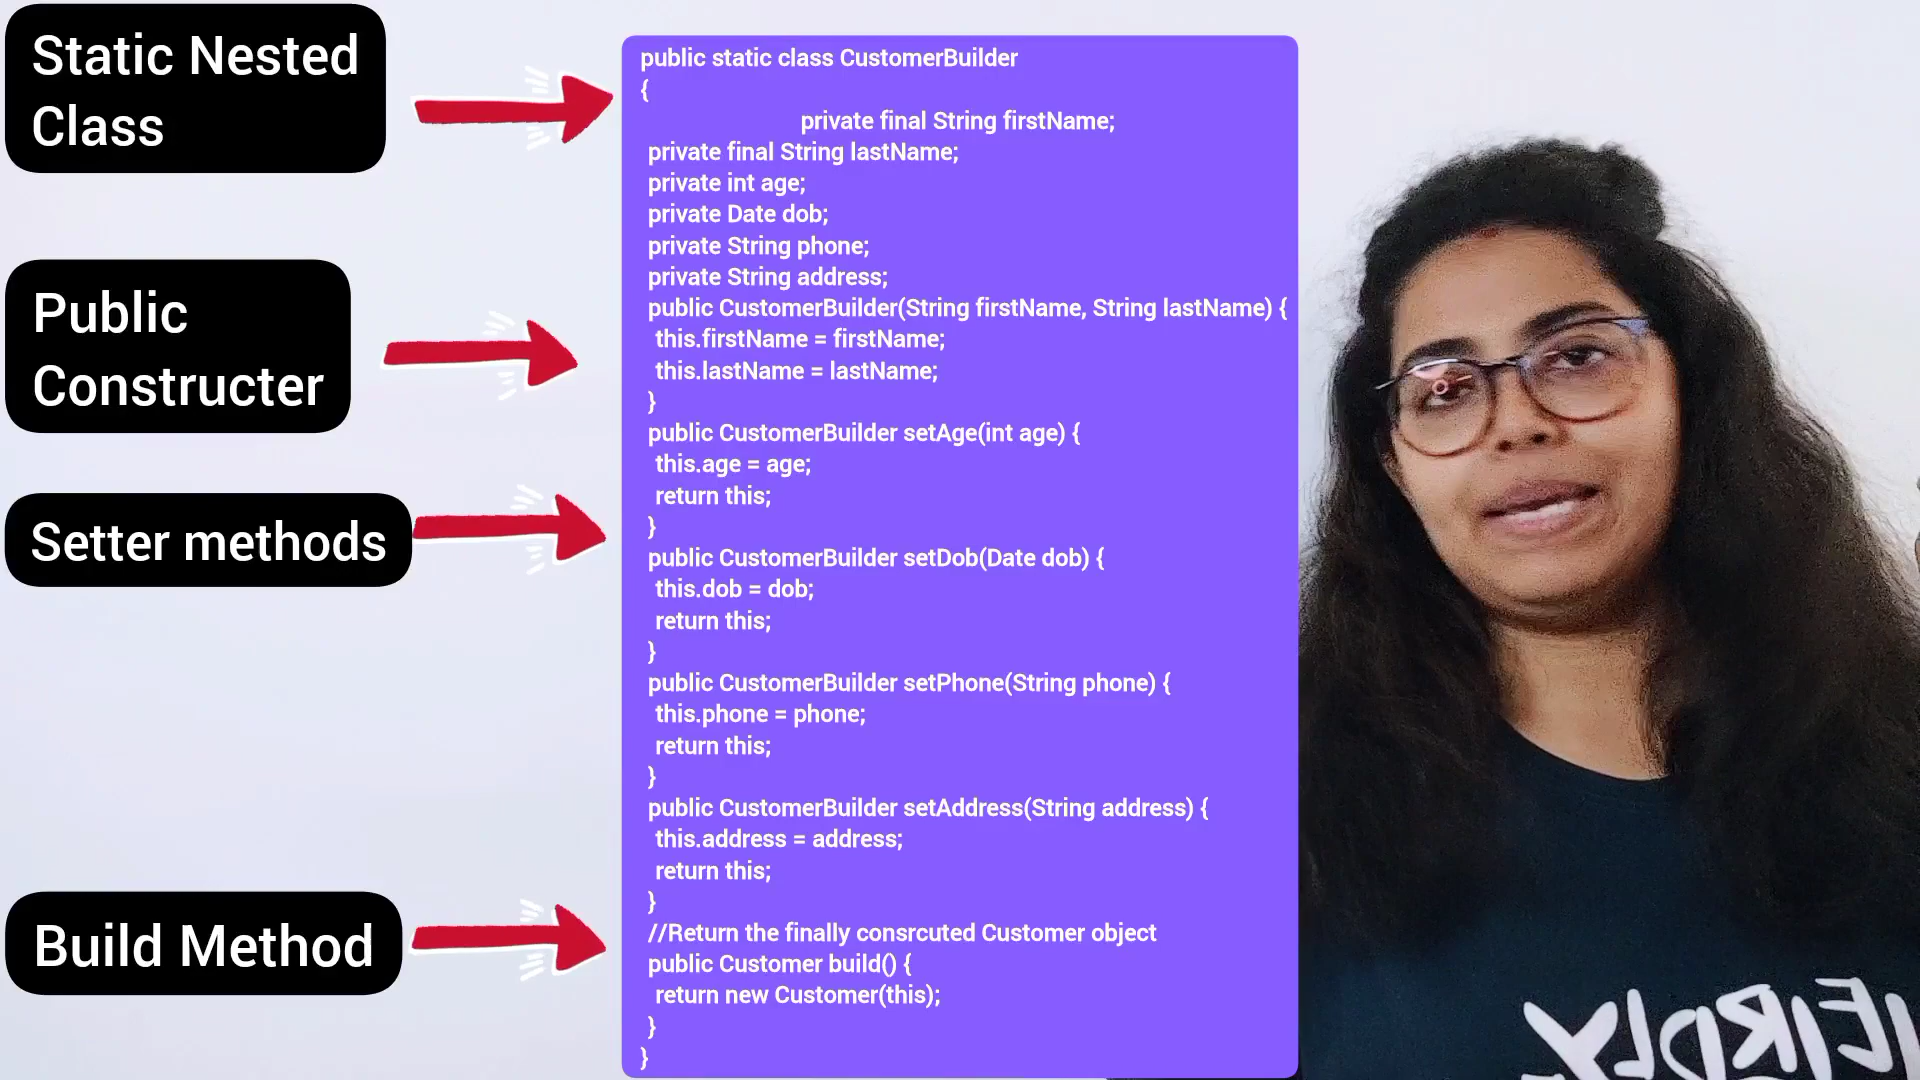 Static Nested
Class
Public
Constructer
Setter methods
Build Method
public static class CustomerBuilder
{
private final String firstName;
private final String lastName;
private int age;
private Date dob;
private String phone;
private String address;
public CustomerBuilder(String firstName, String lastName) {
this.firstName = firstName;
this.lastName = lastName;
}
public CustomerBuilder setAge(int age) {
this.age = age;
return this;
}
public CustomerBuilder setDob(Date dob) {
this.dob = dob;
return this;
}
public CustomerBuilder setPhone(String phone) {
this.phone = phone;
return this;
}
public CustomerBuilder setAddress(String address) {
this.address = address;
return this;
}
//Return the finally consrcuted Customer object
public Customer build() {
return new Customer(this);
}
}